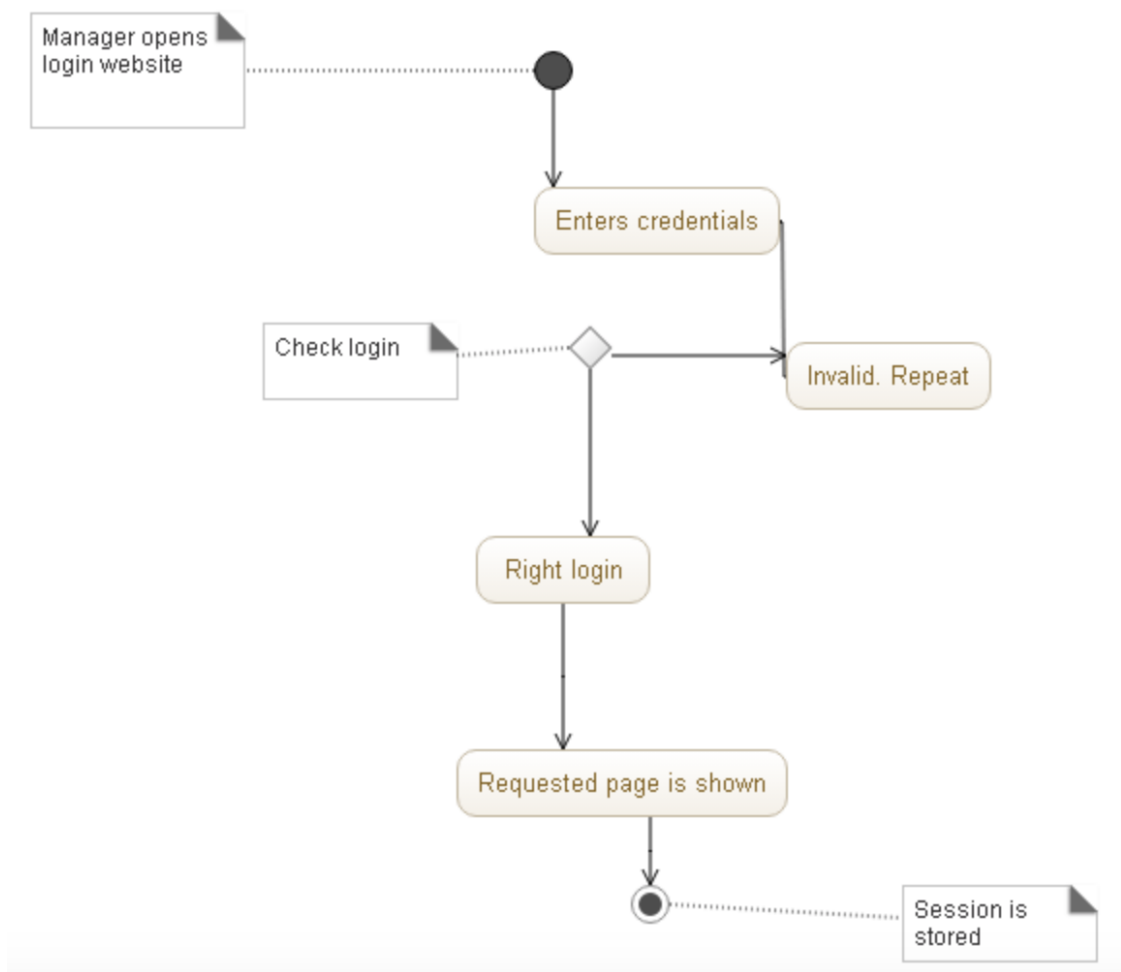 Manager opens
login website
Enters credentials
Check login
Invalid. Repeat
Right login
Requested page is shown
Session is
stored